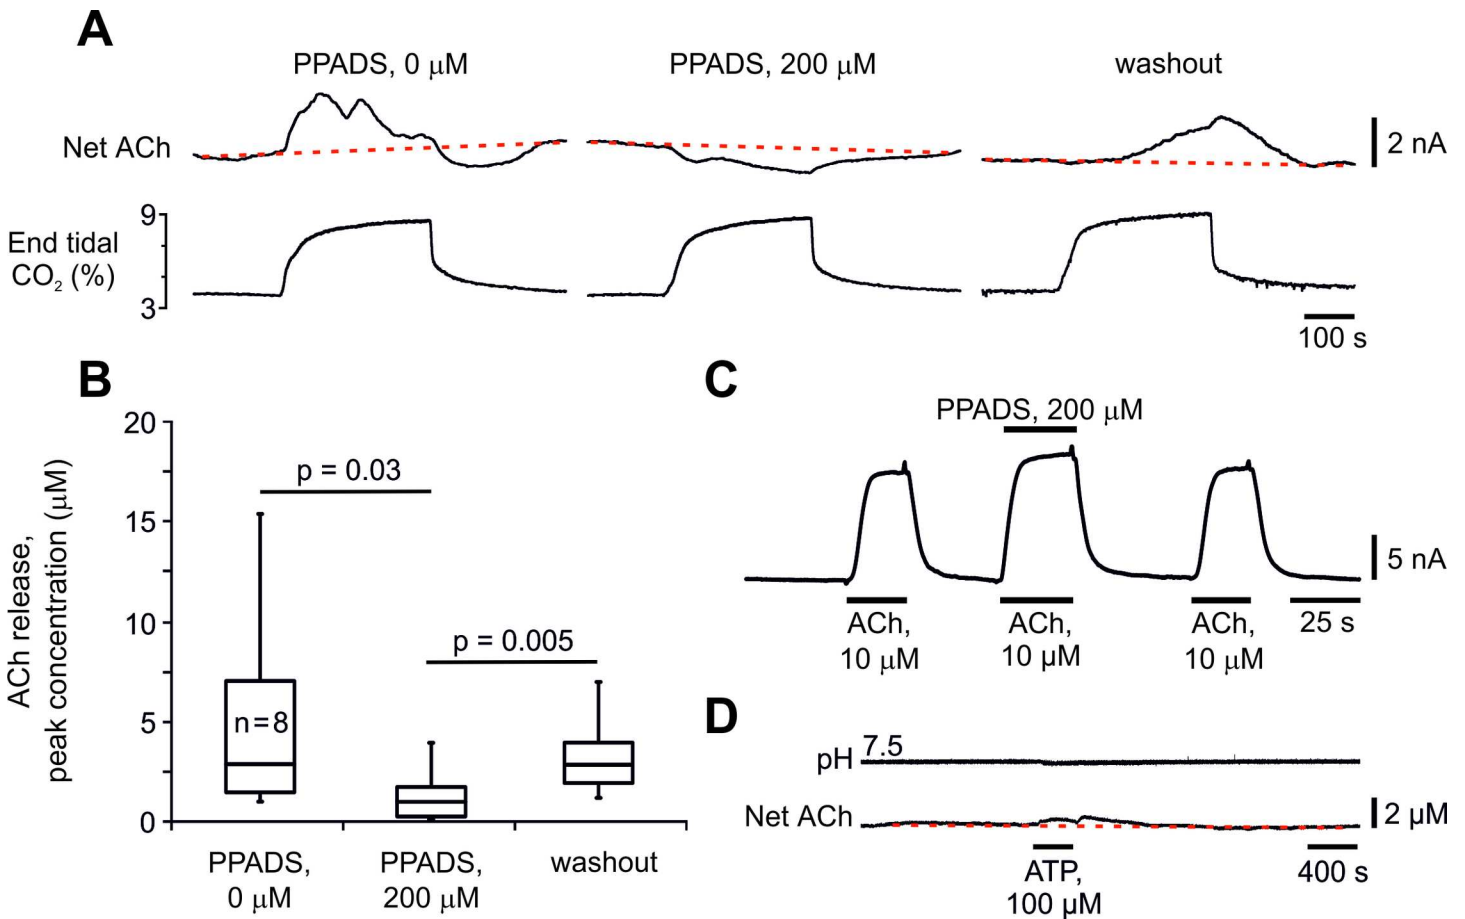 A
PPADS, 0 μM
PPADS, 200 μM
washout
Net ACh
2 nA
9
End tidal
CO₂ (%)
3
100 s
B
20
15
10
5
0
ACh release,
peak concentration (μM)
p = 0.03
p = 0.005
n=8
PPADS,
0 μM
PPADS,
200 μM
washout
C
PPADS, 200 μM
5 nA
ACh,
10 μM
ACh,
10 μM
ACh,
10 μM
25 s
D
pH
7.5
Net ACh
2 μM
ATP,
100 μM
400 s